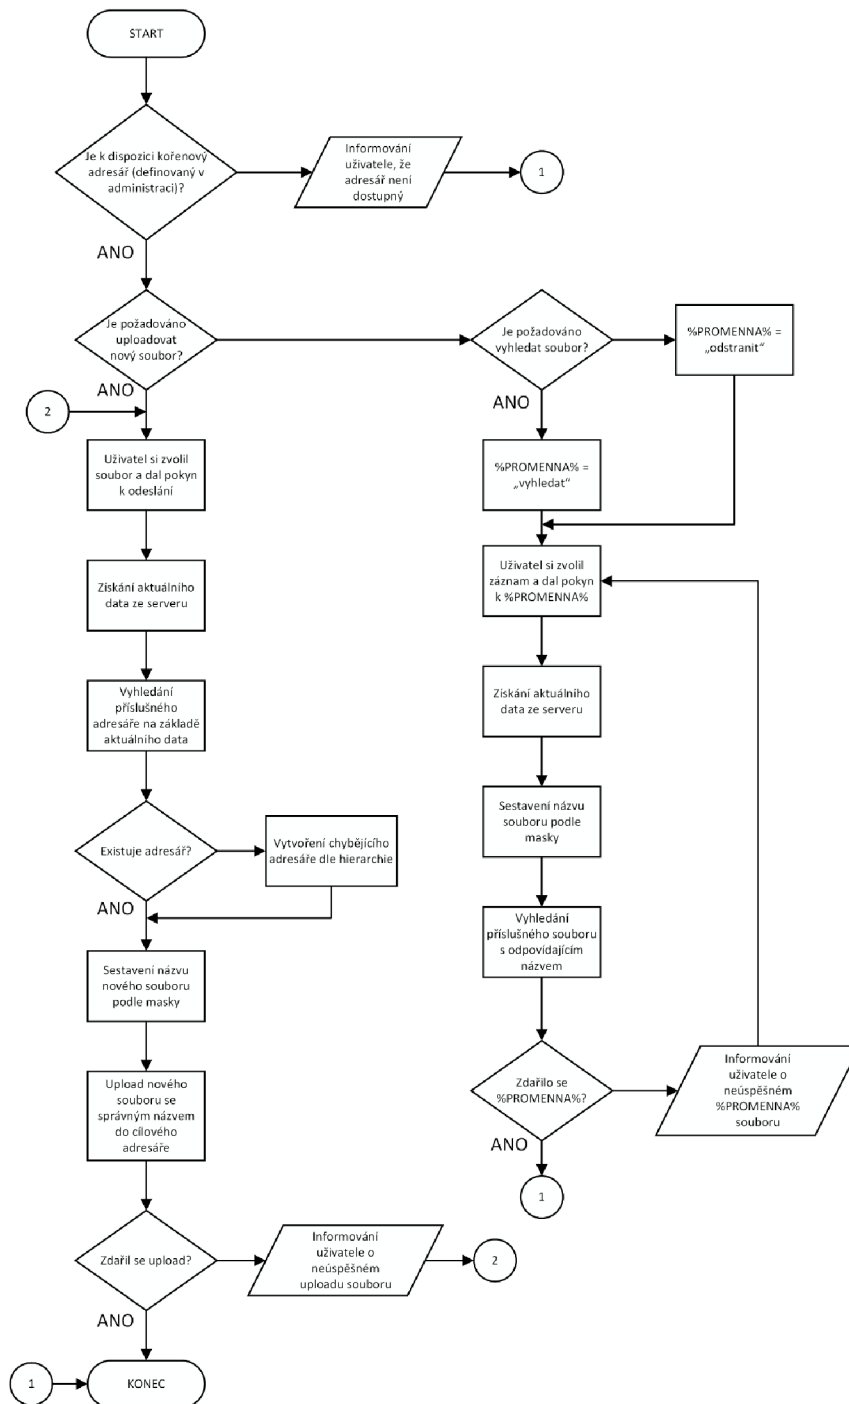 START
Je k dispozici kořenový
adresář (definovaný v
administraci)?
Informování
uživatele, že
adresář není
dostupný
1
ANO
Je požadováno
uploadovat
nový soubor?
Je požadováno
vyhledat soubor?
%PROMENNA% =
„odstranit“
ANO
ANO
2
Uživatel si zvolil
soubor a dal pokyn
k odeslání
%PROMENNA% =
„vyhledat“
Získání aktuálního
data ze serveru
Uživatel si zvolil
záznam a dal pokyn
k %PROMENNA%
Vyhledání
příslušného
adresáře na základě
aktuálního data
Získání aktuálního
data ze serveru
Existuje adresář?
Vytvoření chybějícího
adresáře dle hierarchie
Sestavení názvu
souboru podle
masky
ANO
Sestavení názvu
nového souboru
podle masky
Vyhledání
příslušného souboru
s odpovídajícím
názvem
Upload nového
souboru se
správným názvem
do cílového
adresáře
Zdařilo se
%PROMENNA%?
Informování
uživatele o
neúspěšném
%PROMENNA%
souboru
ANO
1
Zdařil se upload?
Informování
uživatele o
neúspěšném
uploadu souboru
2
ANO
1
KONEC